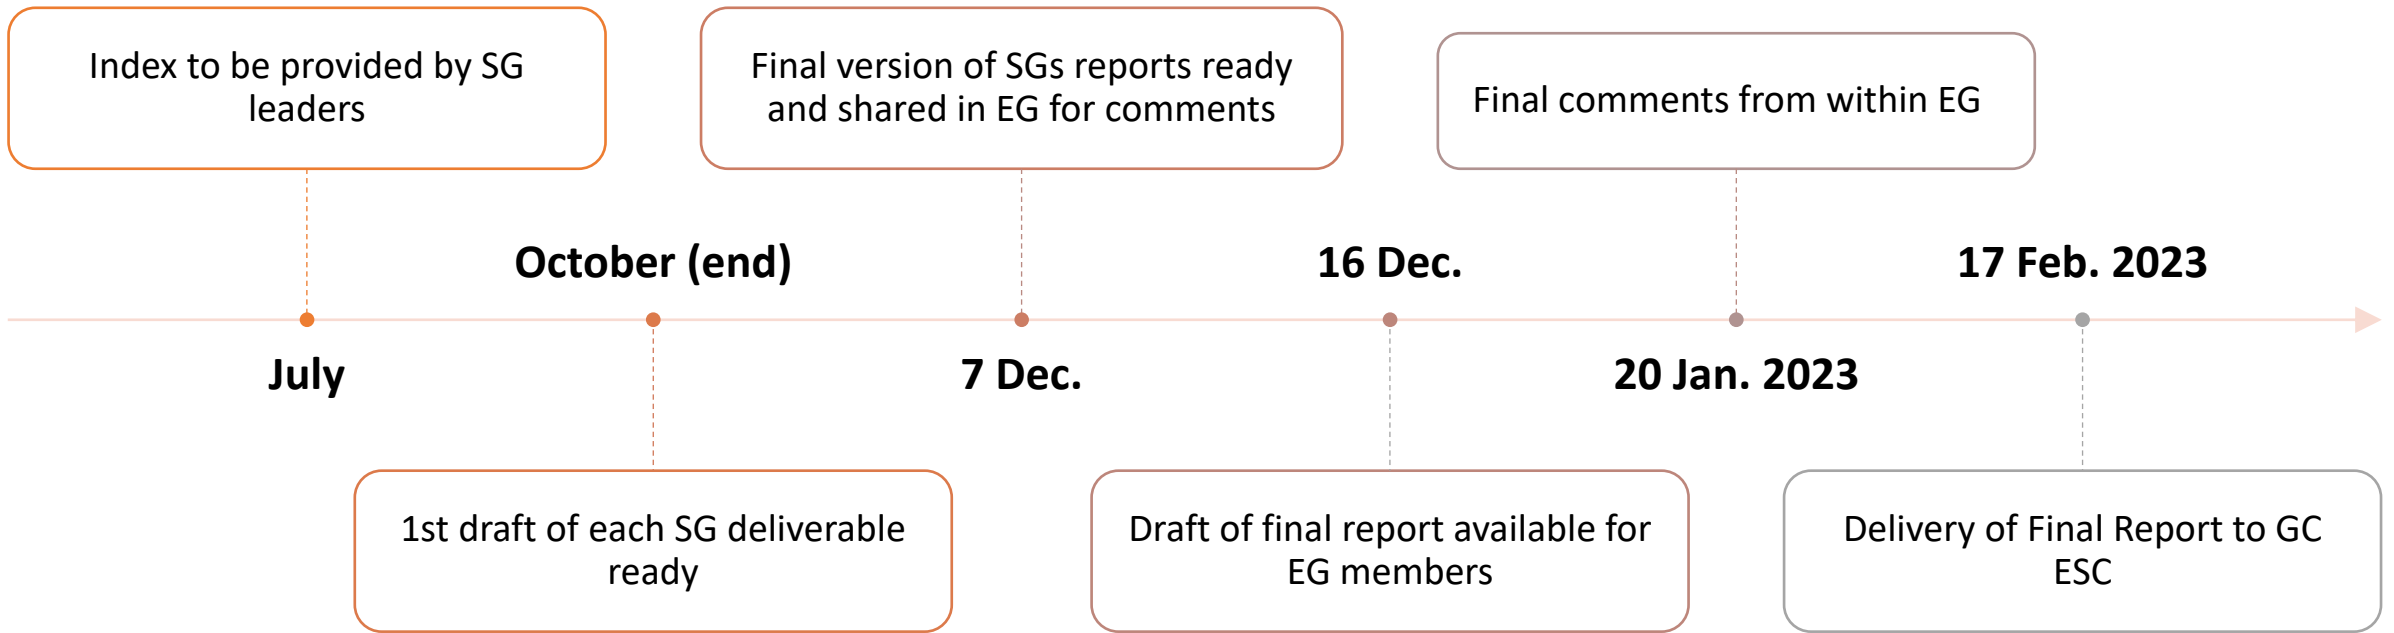 Index to be provided by SG
leaders
Final version of SGs reports ready
and shared in EG for comments
Final comments from within EG
October (end)
16 Dec.
17 Feb. 2023
July
7 Dec.
20 Jan. 2023
1st draft of each SG deliverable
ready
Draft of final report available for
EG members
Delivery of Final Report to GC
ESC